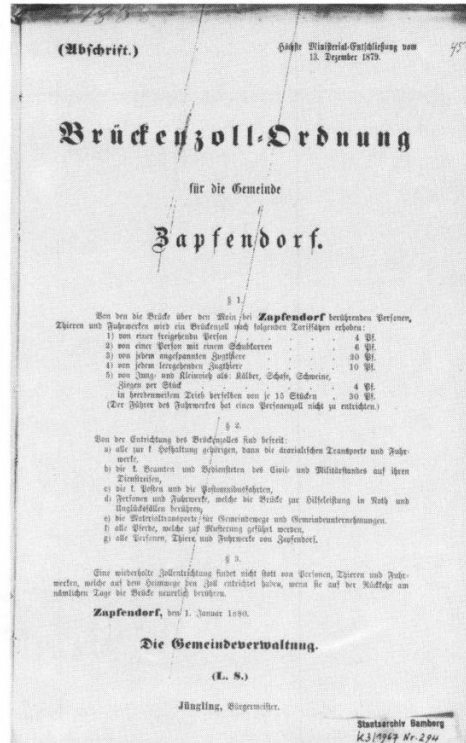 45
(Abschrift.)
Höchste Ministerial-Entschließung vom
13. Dezember 1879.
Brückenzoll-Ordnung
für die Gemeinde
Zapfendorf.
§ 1.
Von den die Brücke über den Main bei Zapfendorf berührenden Personen,
Thieren und Fuhrwerken wird ein Brückenzoll nach folgenden Tarifsätzen erhoben:
1) von einer freigehenden Person . . . . 4 Pf.
2) von einer Person mit einem Schubkarren . . . 6 Pf.
3) von jedem angespannten Zugthiere . . . 20 Pf.
4) von jedem leergehenden Zugthiere . . . 10 Pf.
5) von Jung- und Kleinvieh als: Kälber, Schafe, Schweine,
Ziegen per Stück . . . . 4 Pf.
in heerdenweisem Trieb derselben von je 15 Stücken . 30 Pf.
(Der Führer des Fuhrwerkes hat einen Personenzoll nicht zu entrichten.)
§ 2.
Von der Entrichtung des Brückenzolles sind befreit:
a) alle zur k. Hofhaltung gehörigen, dann die ärarialischen Transporte und Fuhr-
werke,
b) die k. Beamten und Bediensteten des Civil- und Militärstandes auf ihren
Dienstreisen,
c) die k. Posten und die Postomnibusfahrten,
d) Personen und Fuhrwerke, welche die Brücke zur Hilfeleistung in Noth und
Unglücksfällen berühren,
e) die Materialtransporte für Gemeindewege und Gemeindeunternehmungen.
f) alle Pferde, welche zur Musterung geführt werden,
g) alle Personen, Thiere und Fuhrwerke von Zapfendorf.
§ 3.
Eine wiederholte Zollentrichtung findet nicht statt von Personen, Thieren und Fuhr-
werken, welche auf dem Heimwege den Zoll entrichtet haben, wenn sie auf der Rückkehr am
nämlichen Tage die Brücke neuerlich berühren.
Zapfendorf, den 1. Januar 1880.
Die Gemeindeverwaltung.
(L. S.)
Jüngling, Bürgermeister.
Staatsarchiv Bamberg
K3/1967 Nr. 294